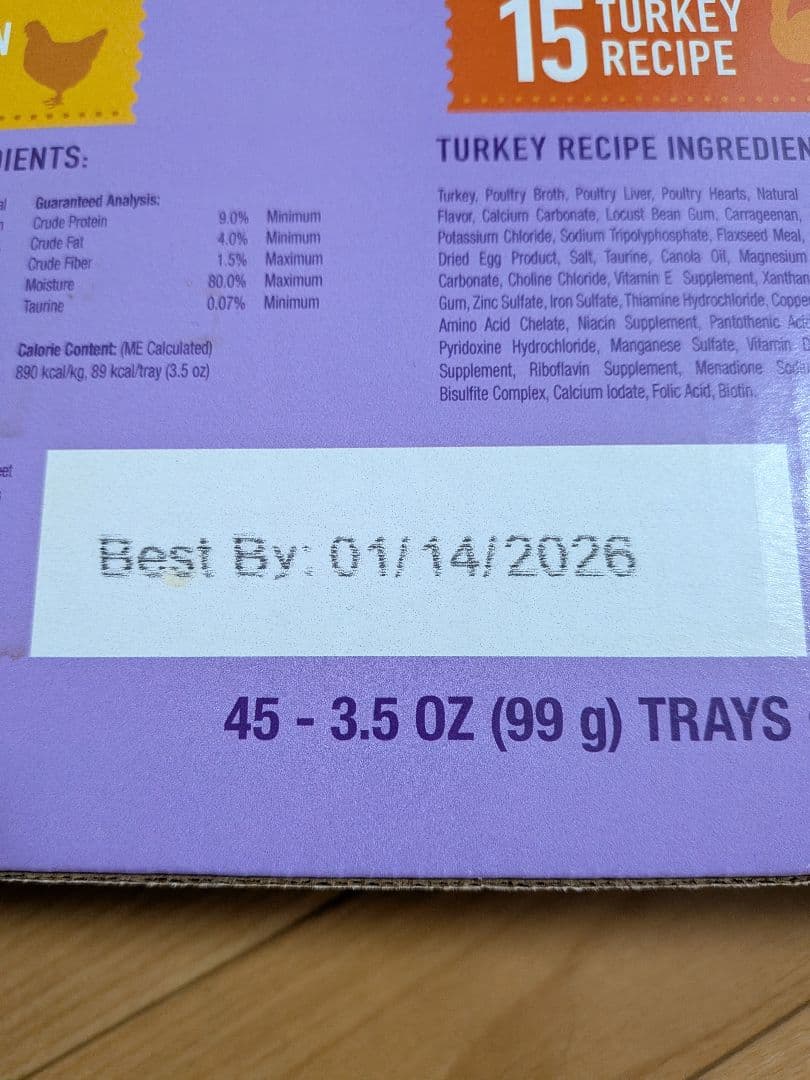 15 TURKEY
RECIPE
IENTS:
Guaranteed Analysis:
Crude Protein 9.0% Minimum
Crude Fat 4.0% Minimum
Crude Fiber 1.5% Maximum
Moisture 80.0% Maximum
Taurine 0.07% Minimum
Calorie Content: (ME Calculated)
890 kcal/kg, 89 kcal/tray (3.5 oz)
TURKEY RECIPE INGREDIEN
Turkey, Poultry Broth, Poultry Liver, Poultry Hearts, Natural
Flavor, Calcium Carbonate, Locust Bean Gum, Carrageenan,
Potassium Chloride, Sodium Tripolyphosphate, Flaxseed Meal,
Dried Egg Product, Salt, Taurine, Canola Oil, Magnesium
Carbonate, Choline Chloride, Vitamin E Supplement, Xanthan
Gum, Zinc Sulfate, Iron Sulfate, Thiamine Hydrochloride, Coppe
Amino Acid Chelate, Niacin Supplement, Pantothenic
Pyridoxine Hydrochloride, Manganese Sulfate, Vitamin D
Supplement, Riboflavin Supplement, Menadione
Bisulfite Complex, Calcium Iodate, Folic Acid, Biotin.
Best By: 01/14/2026
45 - 3.5 OZ (99 g) TRAYS